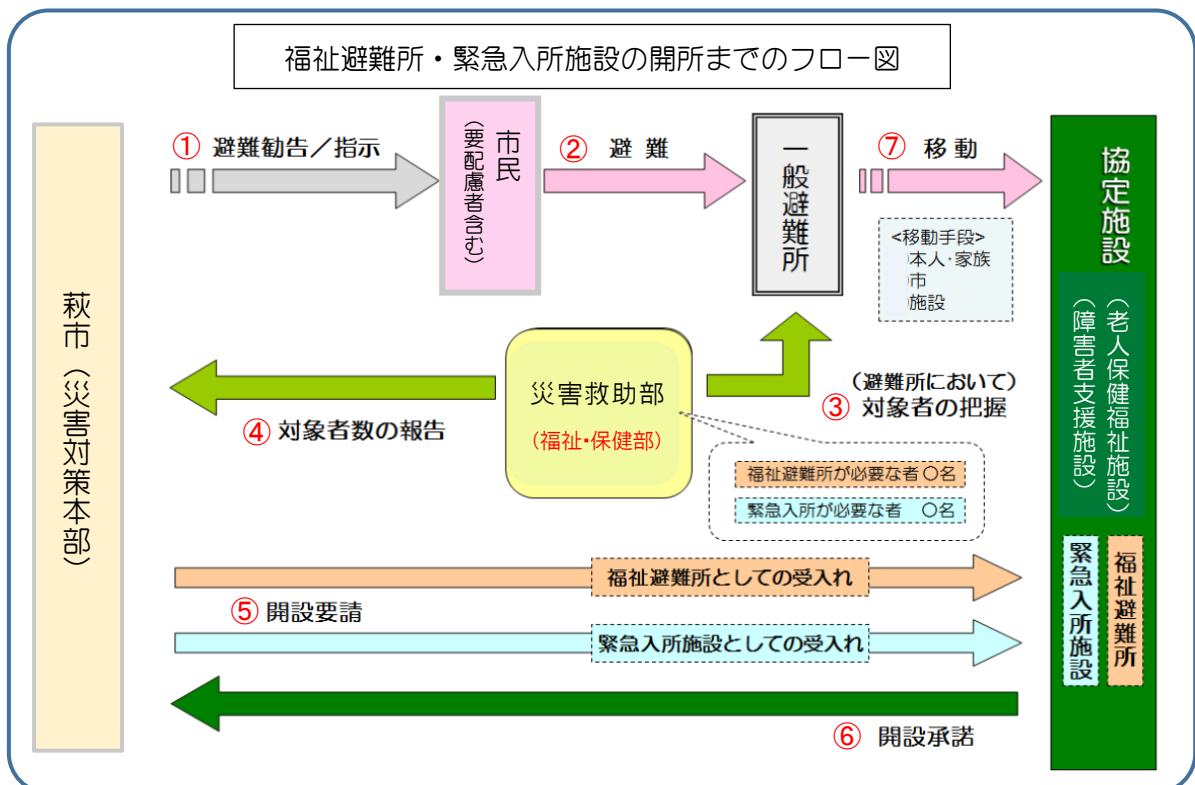 福祉避難所・緊急入所施設の開所までのフロー図
萩市（災害対策本部）
① 避難勧告／指示
市民
（要配慮者含む）
② 避 難
一般避難所
⑦ 移 動
<移動手段>
○本人･家族
○市
○施設
協定施設
（老人保健福祉施設）
（障害者支援施設）
災害救助部
（福祉・保健部）
（避難所において）
③ 対象者の把握
④ 対象者数の報告
福祉避難所が必要な者 〇名
緊急入所が必要な者 〇名
福祉避難所としての受入れ
⑤ 開設要請
緊急入所施設としての受入れ
福祉避難所
緊急入所施設
⑥ 開設承諾